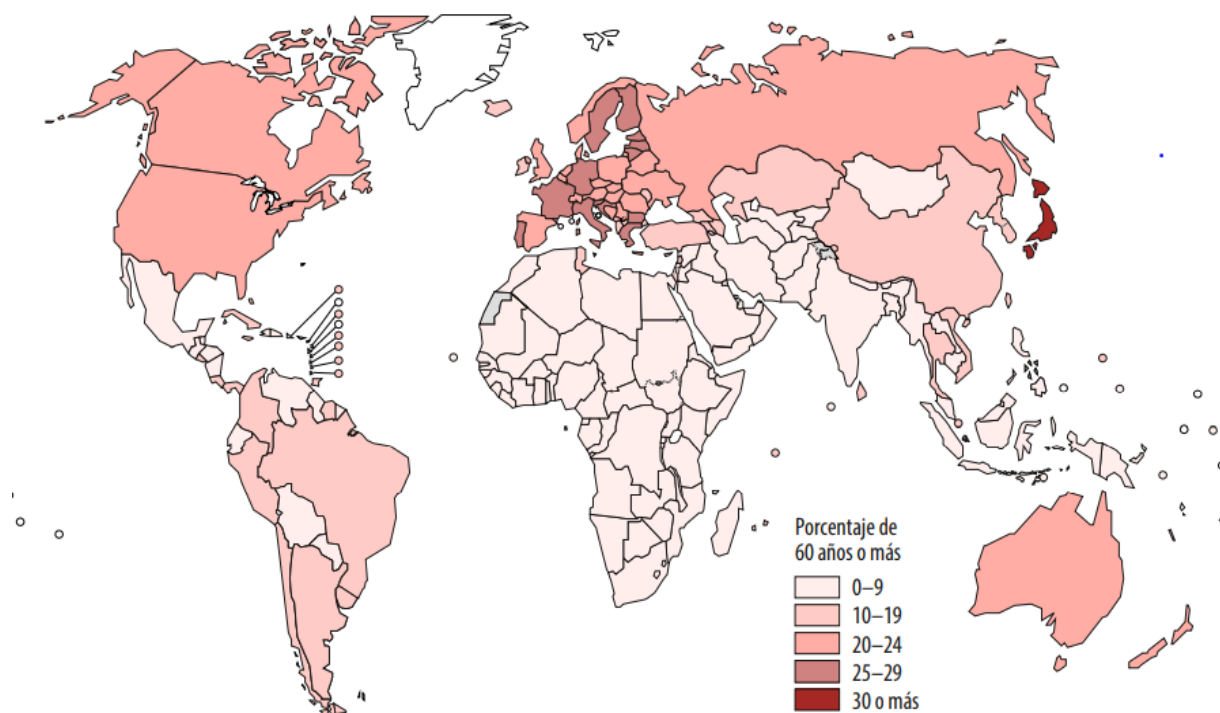 Porcentaje de
60 años o más
0–9
10–19
20–24
25–29
30 o más